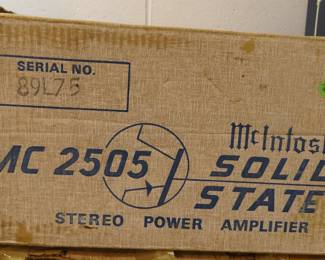 SERIAL NO.
89L75
McIntosh
MC 2505 SOLID
STATE
STEREO POWER AMPLIFIER